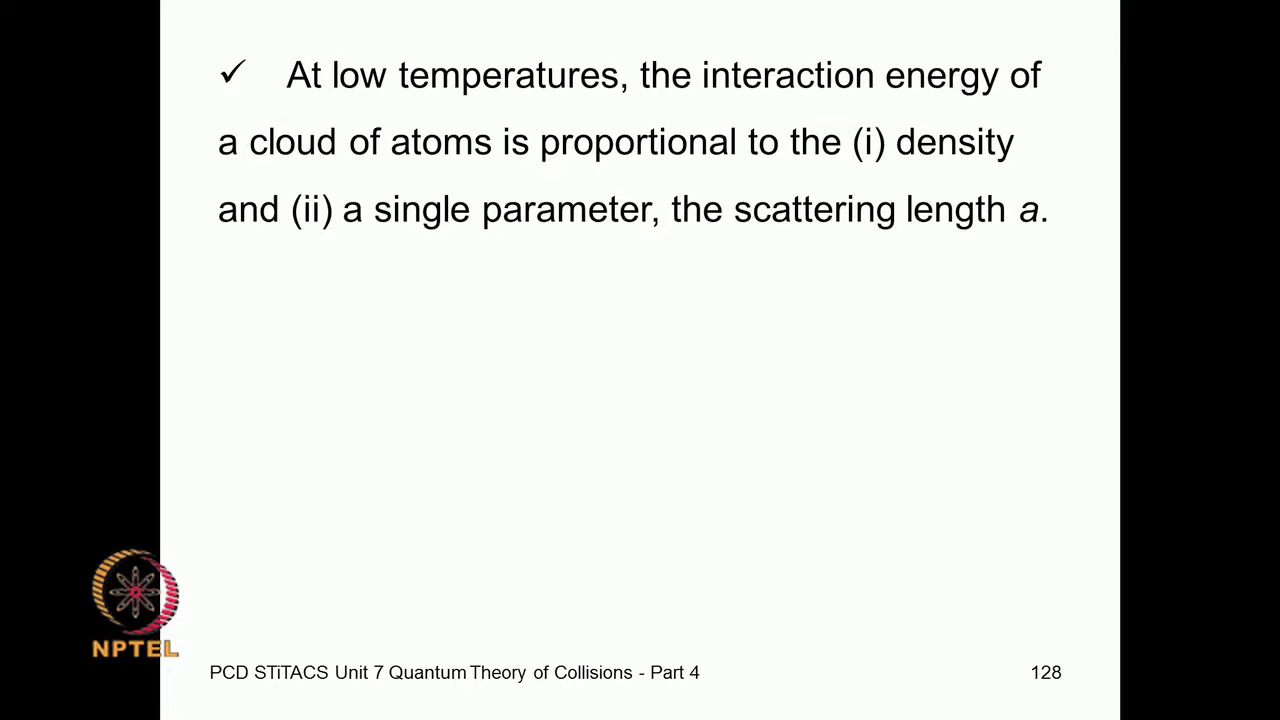 ✓ At low temperatures, the interaction energy of
a cloud of atoms is proportional to the (i) density
and (ii) a single parameter, the scattering length a.
NPTEL
PCD STiTACS Unit 7 Quantum Theory of Collisions - Part 4 128